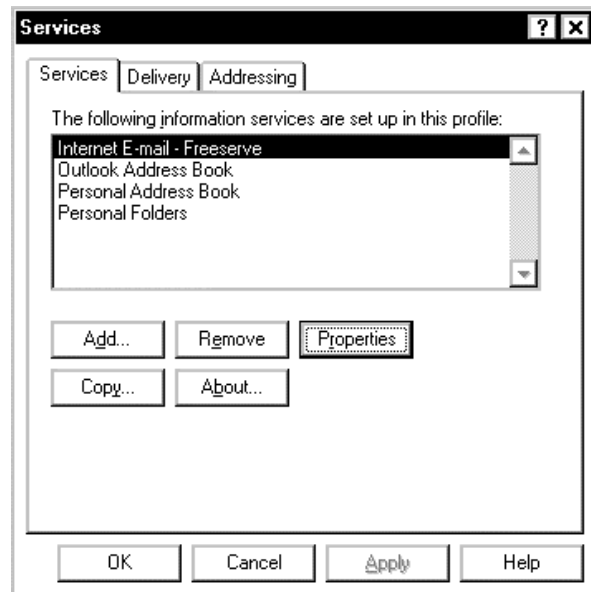 Services
Services Delivery Addressing
The following information services are set up in this profile:
Internet E-mail - Freeserve
Outlook Address Book
Personal Address Book
Personal Folders
Add... Remove Properties
Copy... About...
OK Cancel Apply Help